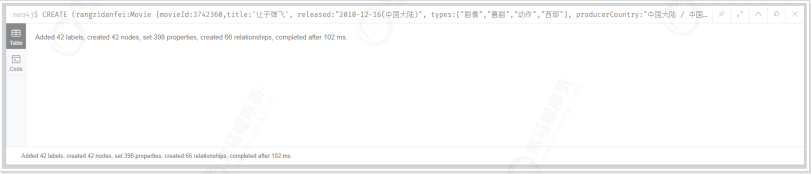 neo4j$ CREATE (rangzidanfei:Movie {movieId:3742360,title:'让子弹飞', released:"2010-12-16(中国大陆)", types:["剧情","喜剧","动作","西部"], producerCountry:"中国大陆 / 中国…
Table
Added 42 labels, created 42 nodes, set 398 properties, created 66 relationships, completed after 102 ms.
Code
Added 42 labels, created 42 nodes, set 398 properties, created 66 relationships, completed after 102 ms.